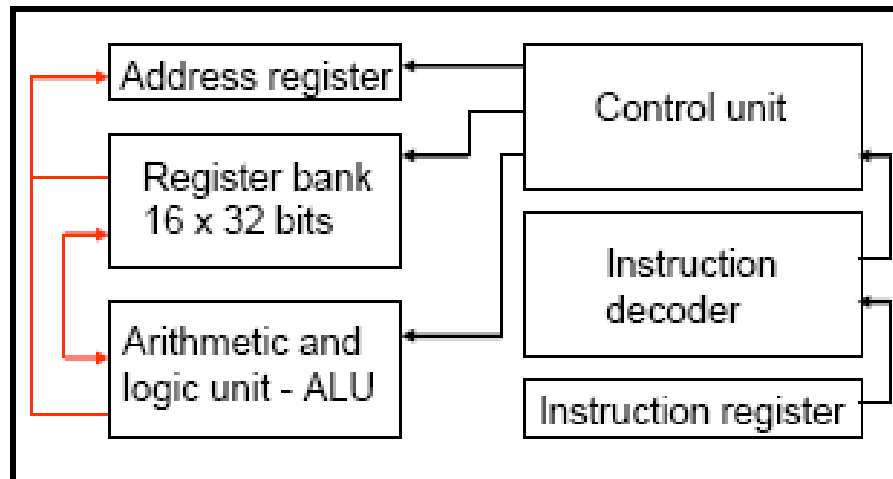 Address register
Register bank
16 x 32 bits
Arithmetic and
logic unit - ALU
Control unit
Instruction
decoder
Instruction register